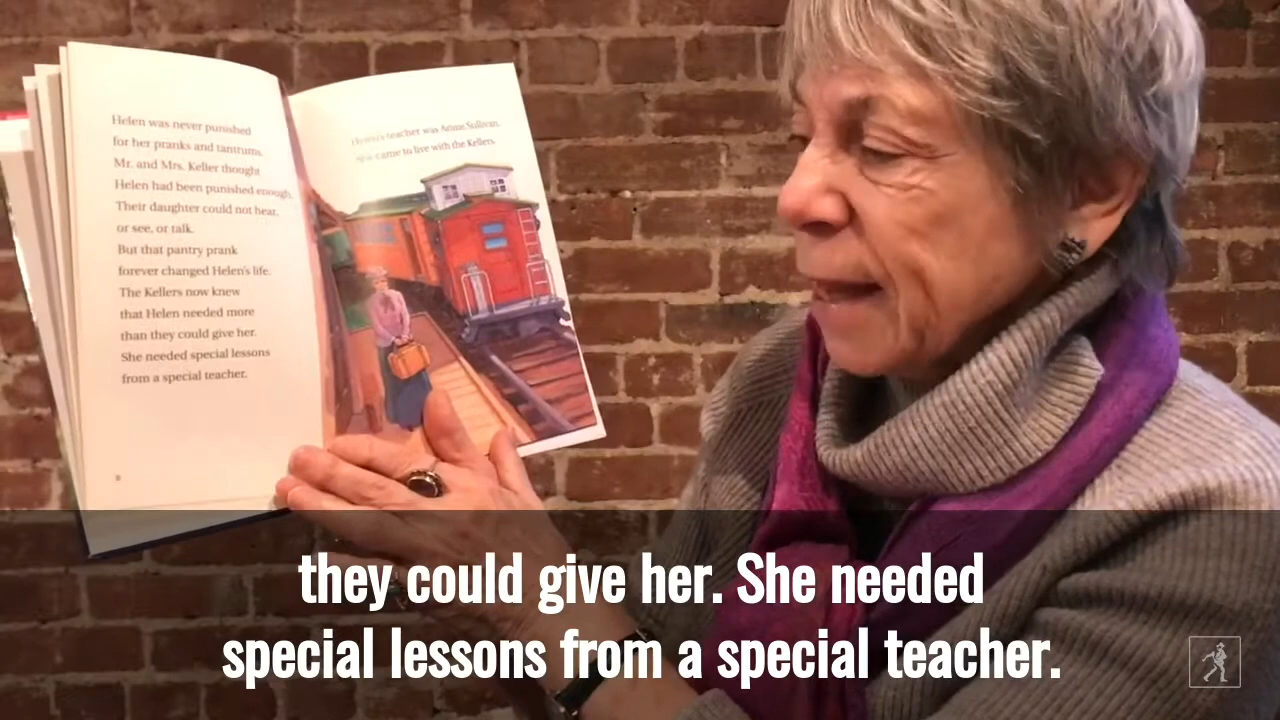 Helen was never punished
for her pranks and tantrums.
Mr. and Mrs. Keller thought
Helen had been punished enough.
Their daughter could not hear,
or see, or talk.
But that pantry prank
forever changed Helen's life.
The Kellers now knew
that Helen needed more
than they could give her.
She needed special lessons
from a special teacher.
8
teacher was Annie Sullivan.
came to live with the Kellers.
they could give her. She needed
special lessons from a special teacher.